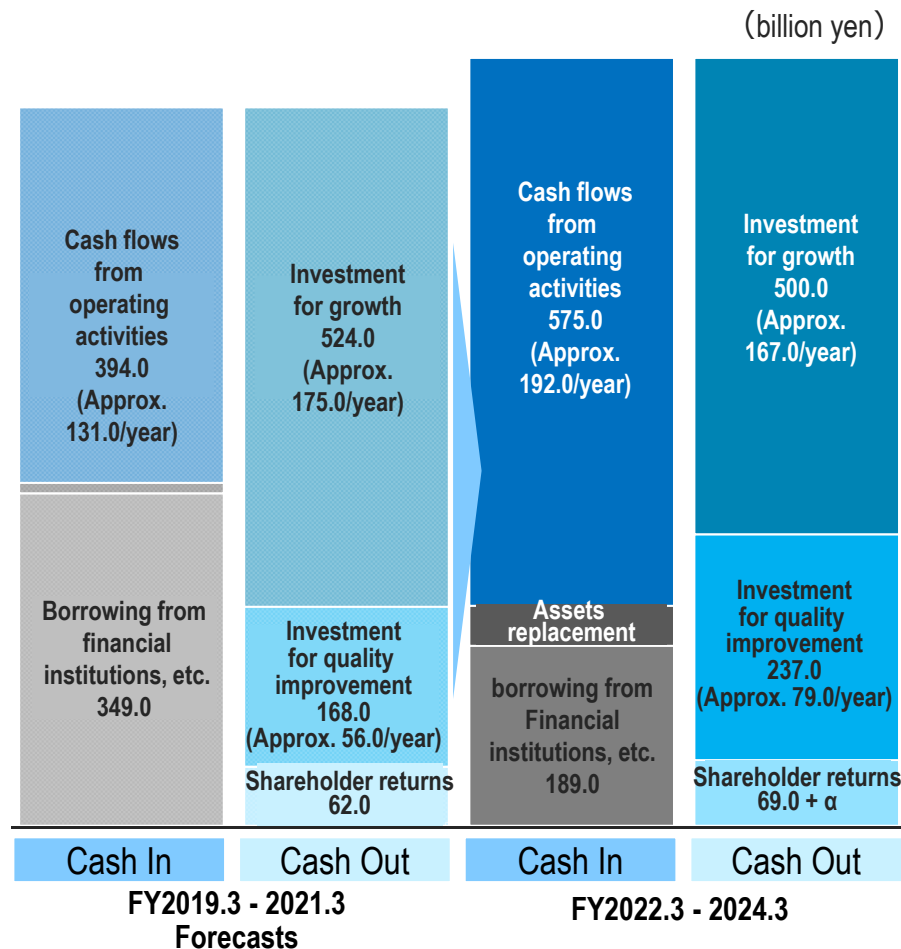 (billion yen)
Cash flows
from
operating
activities
394.0
(Approx.
131.0/year)
Borrowing from
financial
institutions, etc.
349.0
Investment
for growth
524.0
(Approx.
175.0/year)
Investment
for quality
improvement
168.0
(Approx. 56.0/year)
Shareholder returns
62.0
Cash flows
from
operating
activities
575.0
(Approx.
192.0/year)
Assets
replacement
borrowing from
Financial
institutions, etc.
189.0
Investment
for growth
500.0
(Approx.
167.0/year)
Investment
for quality
improvement
237.0
(Approx. 79.0/year)
Shareholder returns
69.0 + α
Cash In
Cash Out
Cash In
Cash Out
FY2019.3 - 2021.3
Forecasts
FY2022.3 - 2024.3